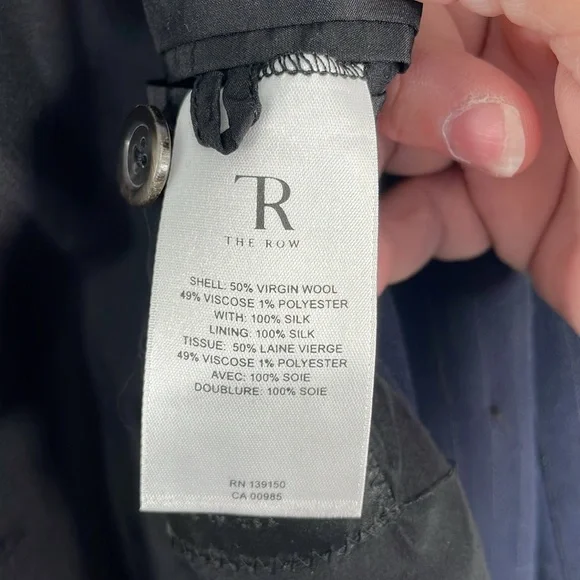 TR
THE ROW
SHELL: 50% VIRGIN WOOL
49% VISCOSE 1% POLYESTER
WITH: 100% SILK
LINING: 100% SILK
TISSUE: 50% LAINE VIERGE
49% VISCOSE 1% POLYESTER
AVEC: 100% SOIE
DOUBLURE: 100% SOIE
RN 139150
CA 00985